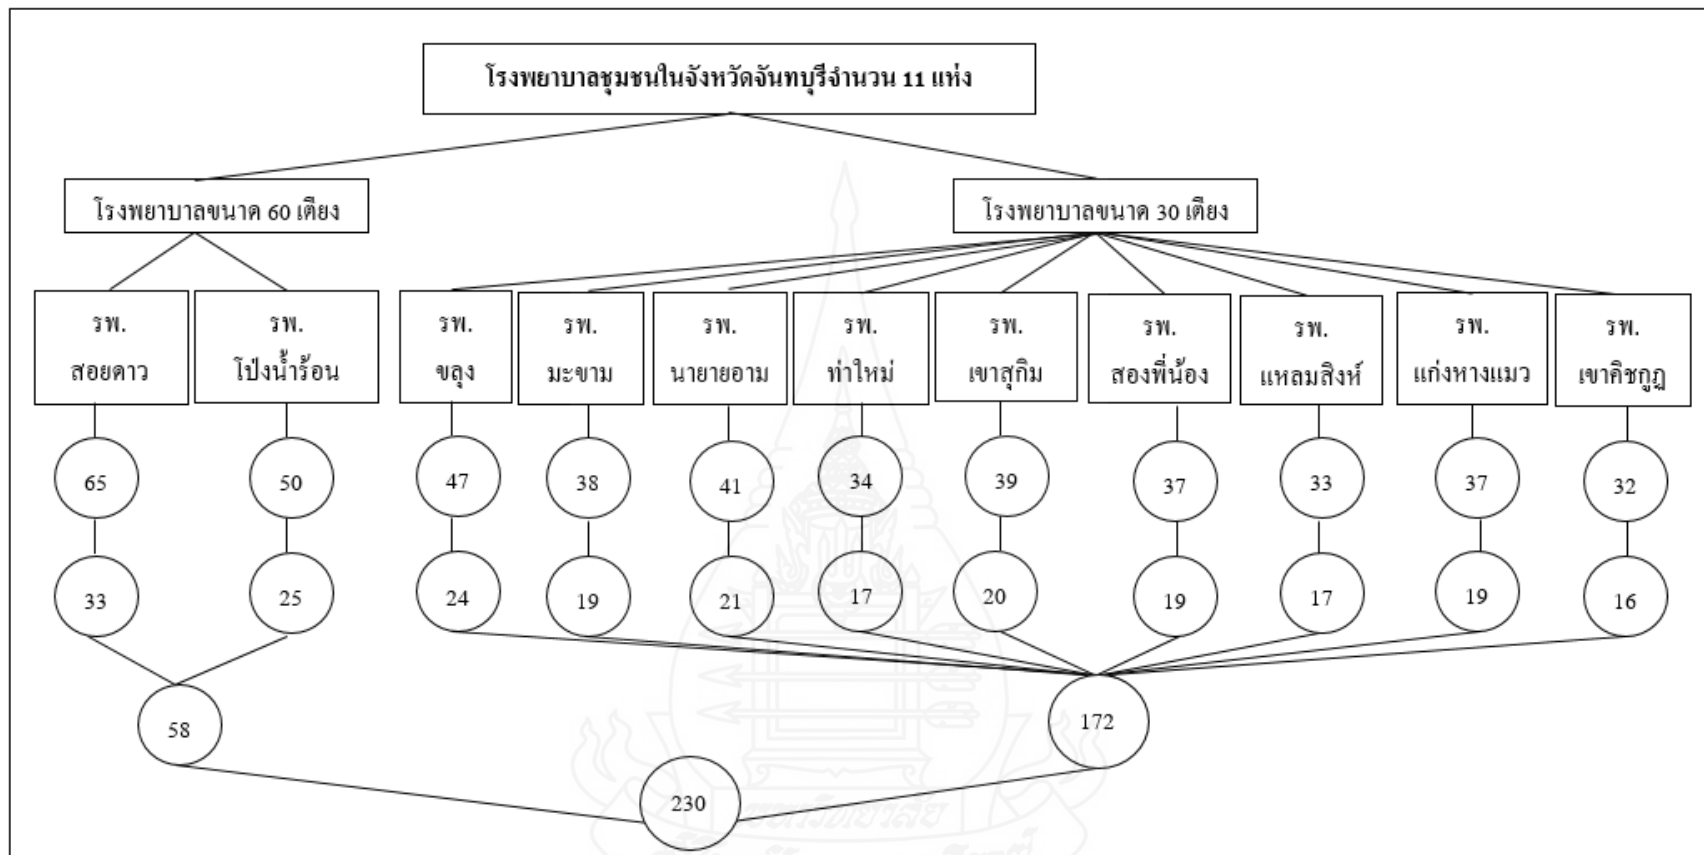 โรงพยาบาลชุมชนในจังหวัดจันทบุรีจำนวน 11 แห่ง
โรงพยาบาลขนาด 60 เตียง
โรงพยาบาลขนาด 30 เตียง
รพ.
สอยดาว
รพ.
โป่งน้ำร้อน
รพ.
ขลุง
รพ.
มะขาม
รพ.
นายายอาม
รพ.
ท่าใหม่
รพ.
เขาสุกิม
รพ.
สองพี่น้อง
รพ.
แหลมสิงห์
รพ.
แก่งหางแมว
รพ.
เขาคิชกูฏ
65
50
47
38
41
34
39
37
33
37
32
33
25
24
19
21
17
20
19
17
19
16
58
172
230